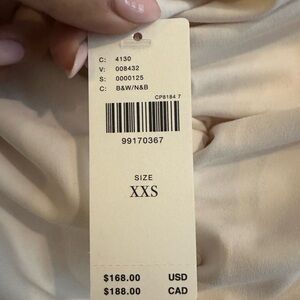 C: 4130
V: 008432
S: 0000125
C: B&W/N&B
CP8184 7
99170367
SIZE
XXS
$168.00 USD
$188.00 CAD